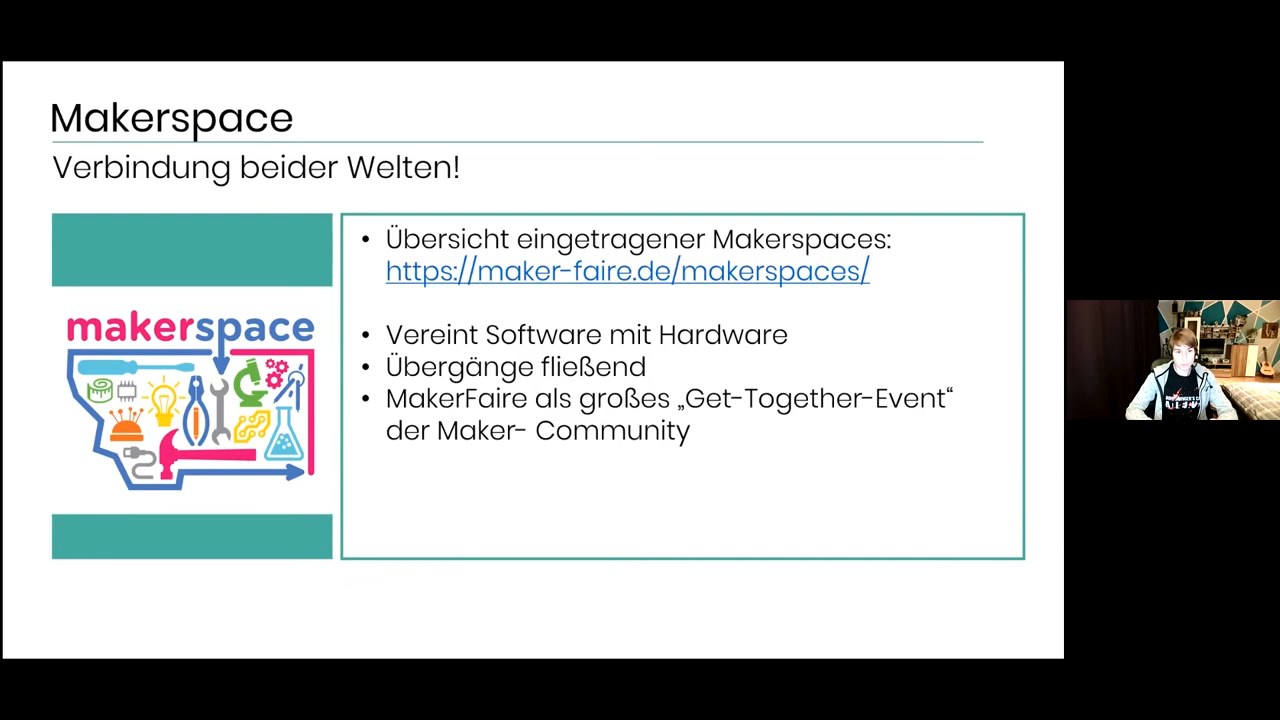 Makerspace
Verbindung beider Welten!
makerspace
• Übersicht eingetragener Makerspaces:
https://maker-faire.de/makerspaces/
• Vereint Software mit Hardware
• Übergänge fließend
• MakerFaire als großes „Get-Together-Event“
der Maker- Community